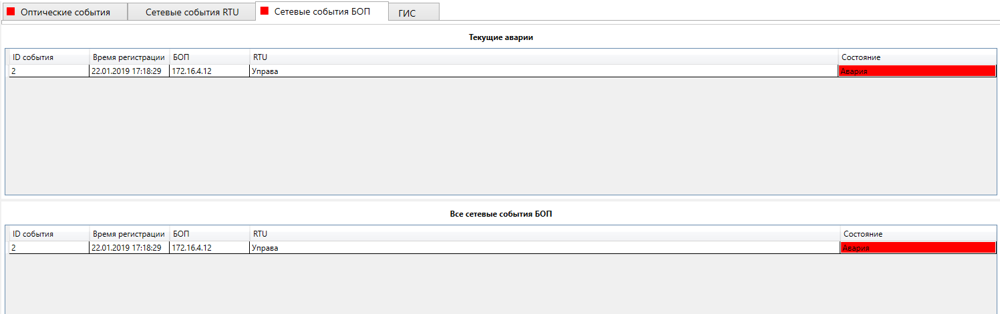 Оптические события Сетевые события RTU Сетевые события БОП ГИС
Текущие аварии
ID события Время регистрации БОП RTU Состояние
2 22.01.2019 17:18:29 172.16.4.12 Управа Авария
Все сетевые события БОП
ID события Время регистрации БОП RTU Состояние
2 22.01.2019 17:18:29 172.16.4.12 Управа Авария